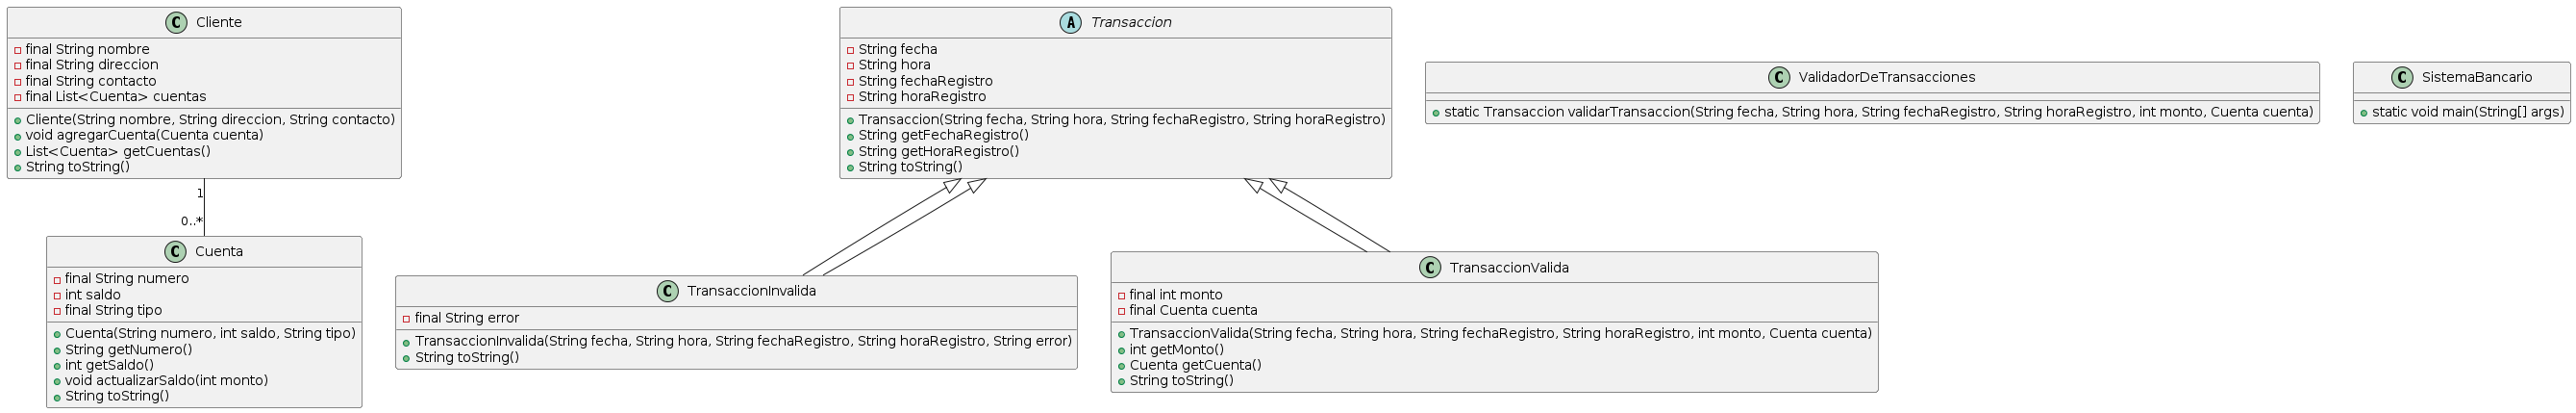 C Cliente
final String nombre
final String direccion
final String contacto
final List<Cuenta> cuentas
Cliente(String nombre, String direccion, String contacto)
void agregarCuenta(Cuenta cuenta)
List<Cuenta> getCuentas()
String toString()
A Transaccion
String fecha
String hora
String fechaRegistro
String horaRegistro
Transaccion(String fecha, String hora, String fechaRegistro, String horaRegistro)
String getFechaRegistro()
String getHoraRegistro()
String toString()
C ValidadorDeTransacciones
static Transaccion validarTransaccion(String fecha, String hora, String fechaRegistro, String horaRegistro, int monto, Cuenta cuenta)
C SistemaBancario
static void main(String[] args)
1
0..*
C Cuenta
final String numero
int saldo
final String tipo
Cuenta(String numero, int saldo, String tipo)
String getNumero()
int getSaldo()
void actualizarSaldo(int monto)
String toString()
C TransaccionInvalida
final String error
TransaccionInvalida(String fecha, String hora, String fechaRegistro, String horaRegistro, String error)
String toString()
C TransaccionValida
final int monto
final Cuenta cuenta
TransaccionValida(String fecha, String hora, String fechaRegistro, String horaRegistro, int monto, Cuenta cuenta)
int getMonto()
Cuenta getCuenta()
String toString()